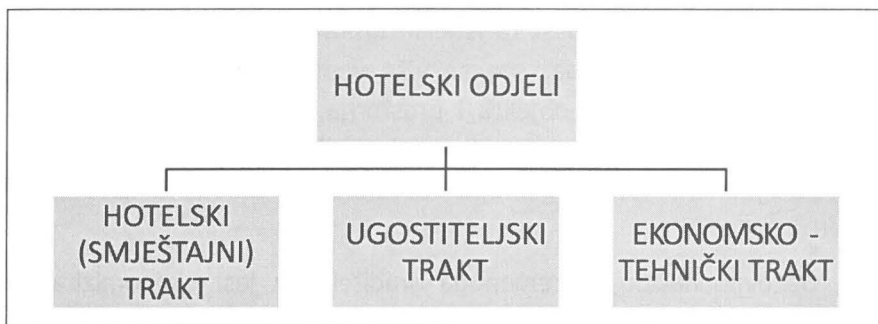 HOTELSKI ODJELI
HOTELSKI
(SMJEŠTAJNI)
TRAKT
UGOSTITELJSKI
TRAKT
EKONOMSKO -
TEHNIČKI TRAKT